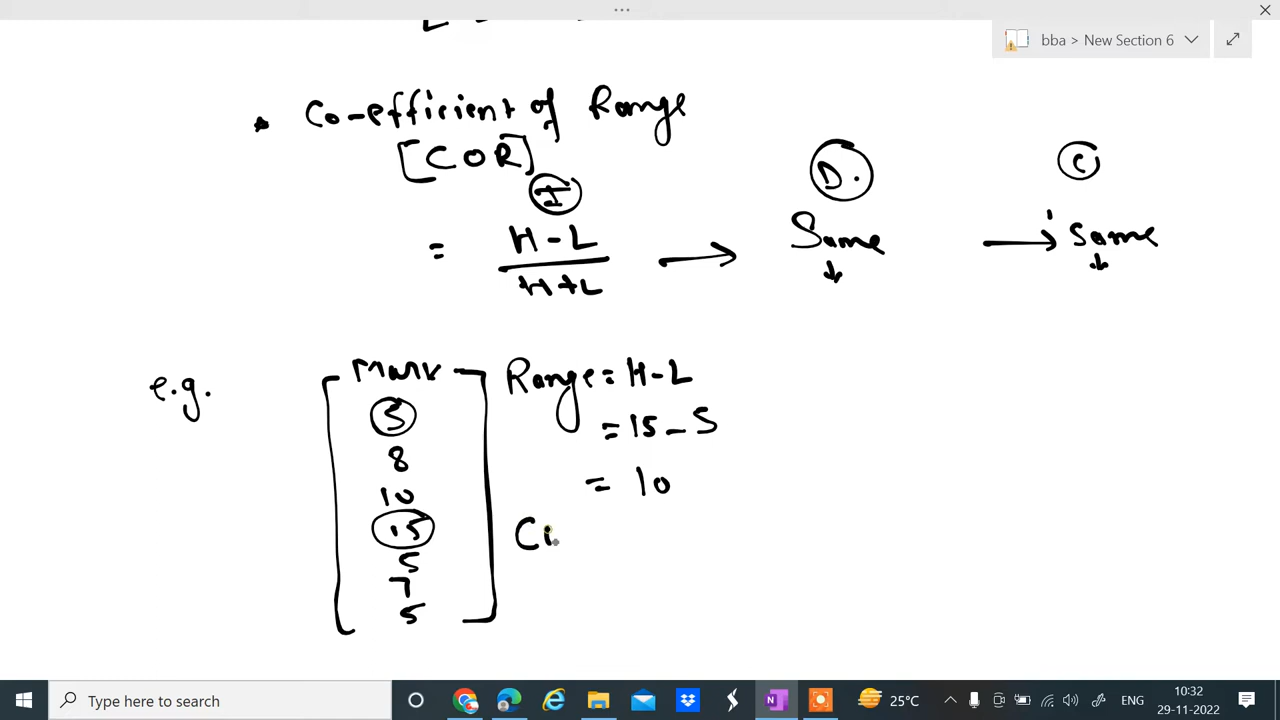 bba > New Section 6
• Co-efficient of Range
[COR]
I D. C
= H-L / H+L → Same ↓ → Same ↓
e.g. Mark Range = H-L
5 = 15-5
8
10 = 10
15 C
5
7
5
Type here to search
25°C ENG 10:32
29-11-2022